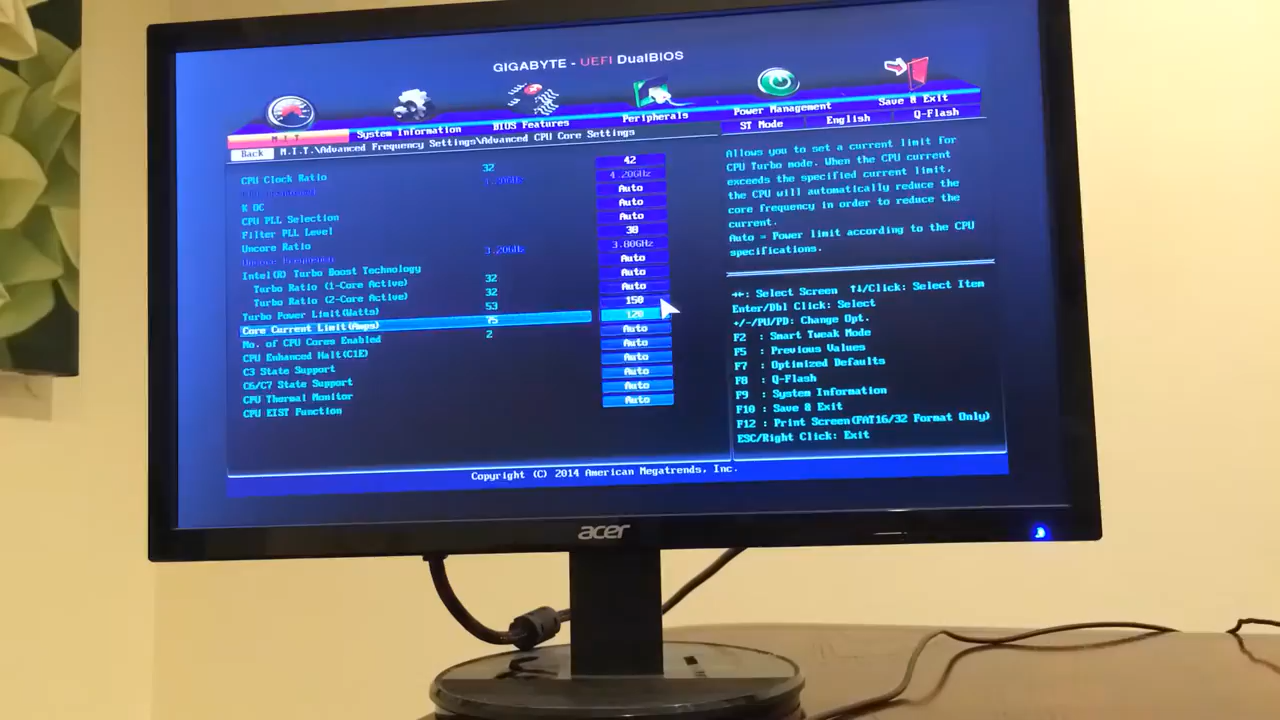 GIGABYTE - UEFI DualBIOS
M.I.T. System Information BIOS Features Peripherals Power Management Save & Exit
ST Mode English Q-Flash
Back M.I.T.\Advanced Frequency Settings\Advanced CPU Core Settings
CPU Clock Ratio 32 42
4.20GHz
K OC Auto
CPU PLL Selection Auto
Filter PLL Level Auto
Uncore Ratio 38
3.20GHz 3.80GHz
Intel(R) Turbo Boost Technology Auto
Turbo Ratio (1-Core Active) 32 Auto
Turbo Ratio (2-Core Active) 32 Auto
Turbo Power Limit(Watts) 53 150
Core Current Limit(Amps) 75 120
No. of CPU Cores Enabled 2 Auto
CPU Enhanced Halt(C1E) Auto
C3 State Support Auto
C6/C7 State Support Auto
CPU Thermal Monitor Auto
CPU EIST Function Auto
Allows you to set a current limit for
CPU Turbo mode. When the CPU current
exceeds the specified current limit,
the CPU will automatically reduce the
core frequency in order to reduce the
current.
Auto = Power limit according to the CPU
specifications.
++: Select Screen ↑↓/Click: Select Item
Enter/Dbl Click: Select
+/-/PU/PD: Change Opt.
F2 : Smart Tweak Mode
F5 : Previous Values
F7 : Optimized Defaults
F8 : Q-Flash
F9 : System Information
F10 : Save & Exit
F12 : Print Screen(FAT16/32 Format Only)
ESC/Right Click: Exit
Copyright (C) 2014 American Megatrends, Inc.
acer